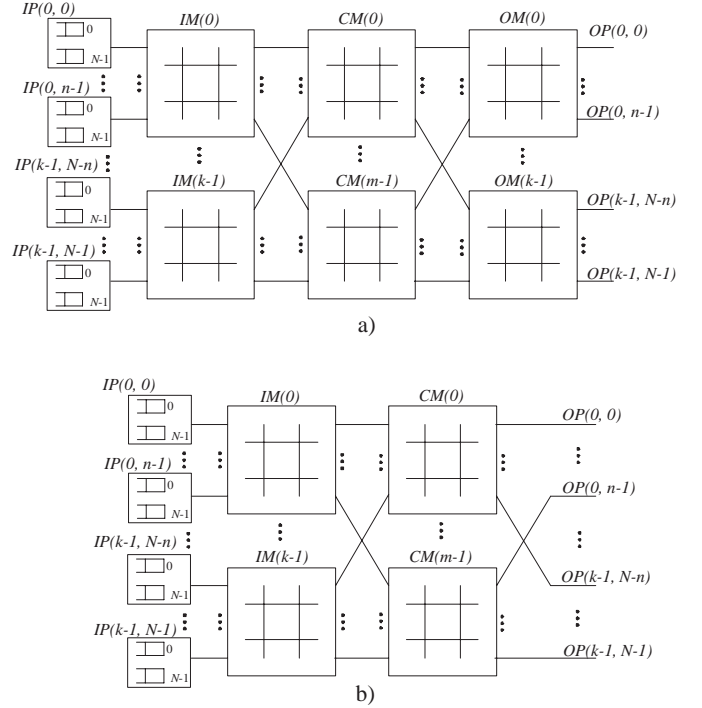 IP(0, 0)
IM(0)
CM(0)
OM(0)
OP(0, 0)
0
N-1
IP(0, n-1)
0
N-1
OP(0, n-1)
IP(k-1, N-n)
IM(k-1)
CM(m-1)
OM(k-1)
0
N-1
OP(k-1, N-n)
IP(k-1, N-1)
0
N-1
OP(k-1, N-1)
a)
IP(0, 0)
IM(0)
CM(0)
OP(0, 0)
0
N-1
IP(0, n-1)
0
N-1
OP(0, n-1)
IP(k-1, N-n)
IM(k-1)
CM(m-1)
0
N-1
OP(k-1, N-n)
IP(k-1, N-1)
0
N-1
OP(k-1, N-1)
b)